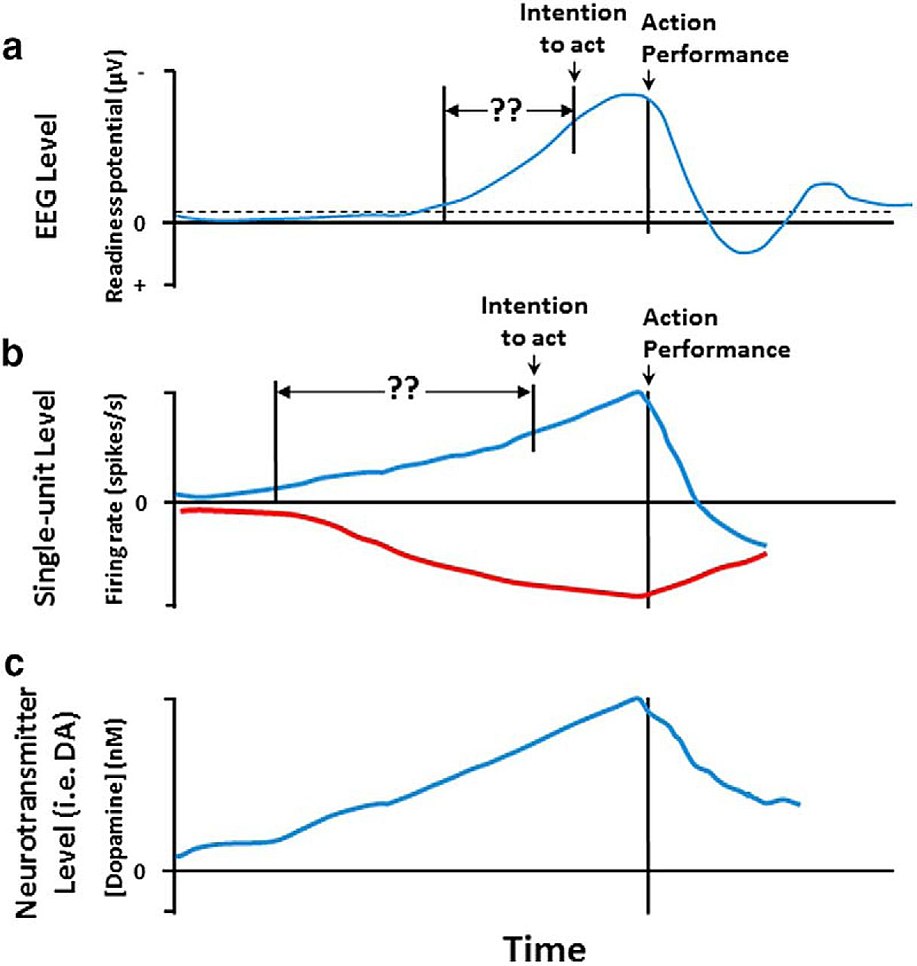 a
Intention
to act
Action
Performance
EEG Level
Readiness potential (µV)
-
0
+
??
b
Intention
to act
Action
Performance
Single-unit Level
Firing rate (spikes/s)
0
??
c
Neurotransmitter
Level (i.e. DA)
[Dopamine] (nM)
0
Time